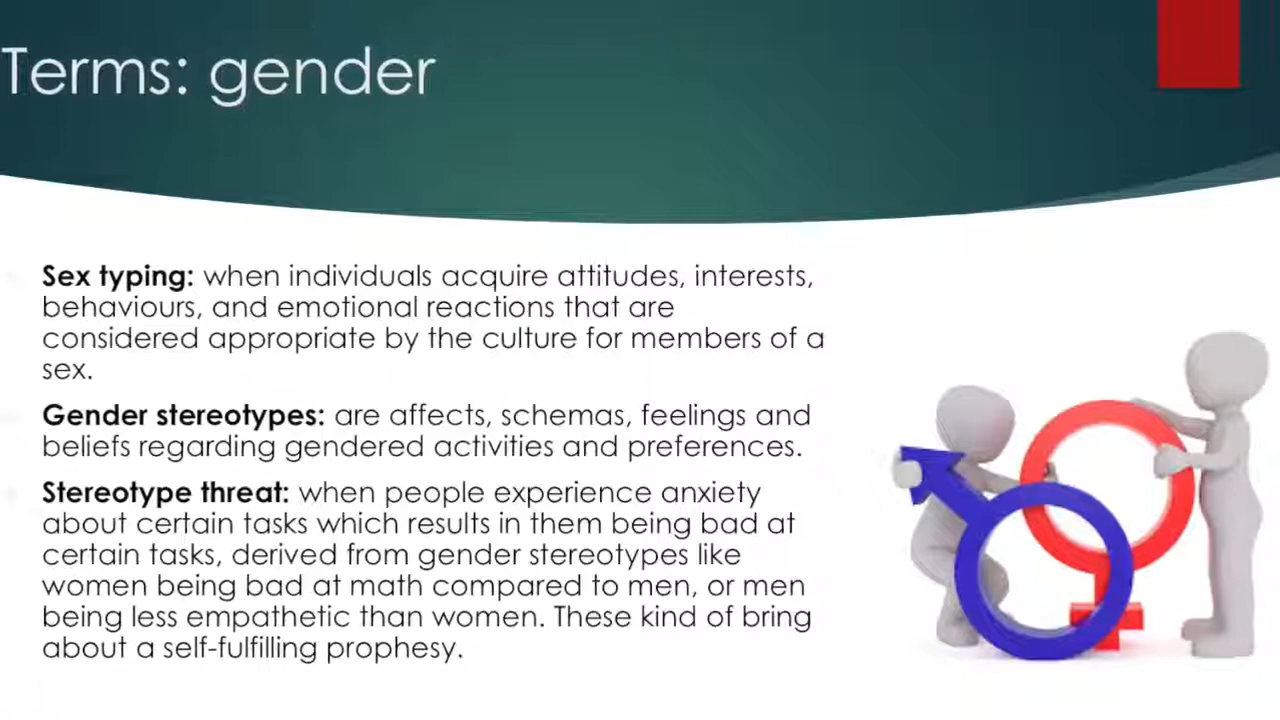 Terms: gender
Sex typing: when individuals acquire attitudes, interests,
behaviours, and emotional reactions that are
considered appropriate by the culture for members of a
sex.
Gender stereotypes: are affects, schemas, feelings and
beliefs regarding gendered activities and preferences.
Stereotype threat: when people experience anxiety
about certain tasks which results in them being bad at
certain tasks, derived from gender stereotypes like
women being bad at math compared to men, or men
being less empathetic than women. These kind of bring
about a self-fulfilling prophesy.